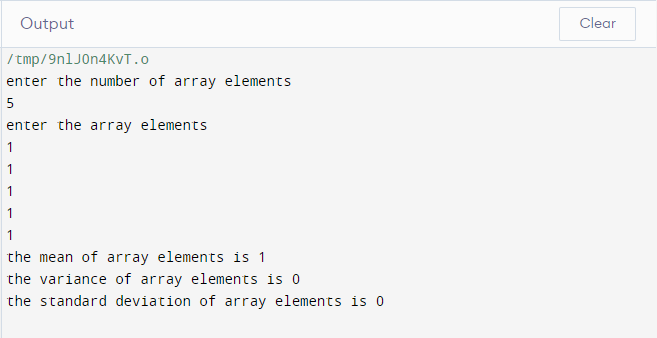 Output
Clear
/tmp/9nlJ0n4KvT.o
enter the number of array elements
5
enter the array elements
1
1
1
1
1
the mean of array elements is 1
the variance of array elements is 0
the standard deviation of array elements is 0